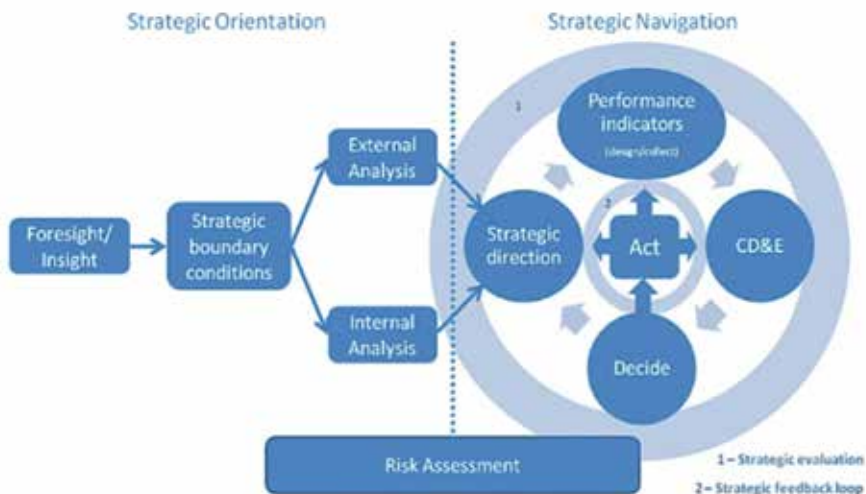 Strategic Orientation
Strategic Navigation
1
Performance
indicators
(design/collect)
External
Analysis
2
Foresight/
Insight
Strategic
boundary
conditions
Strategic
direction
Act
CD&E
Internal
Analysis
Decide
Risk Assessment
1 – Strategic evaluation
2 – Strategic feedback loop